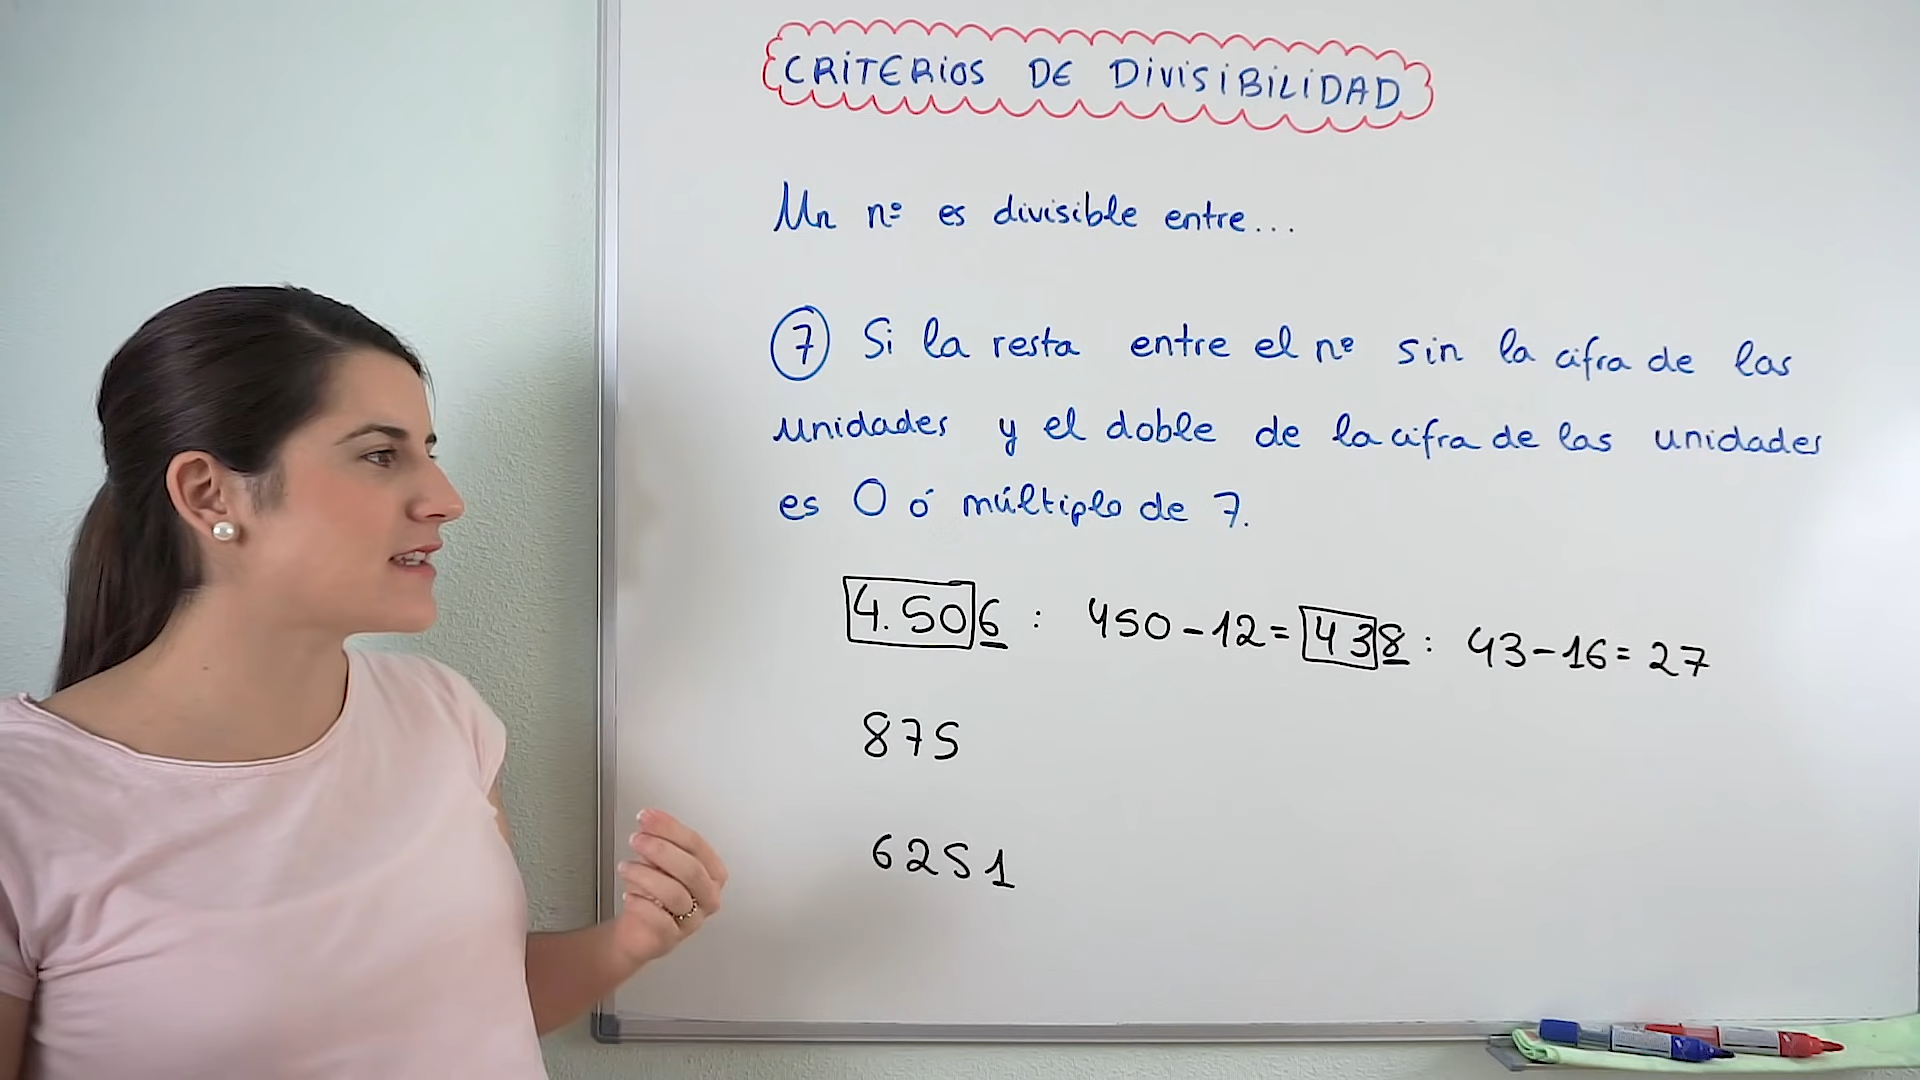 CRITERIOS DE DIVISIBILIDAD
Un nº es divisible entre...
7 Si la resta entre el nº sin la cifra de las
unidades y el doble de la cifra de las unidades
es 0 ó múltiplo de 7.
4.506 : 450-12= 438 : 43-16= 27
875
6251